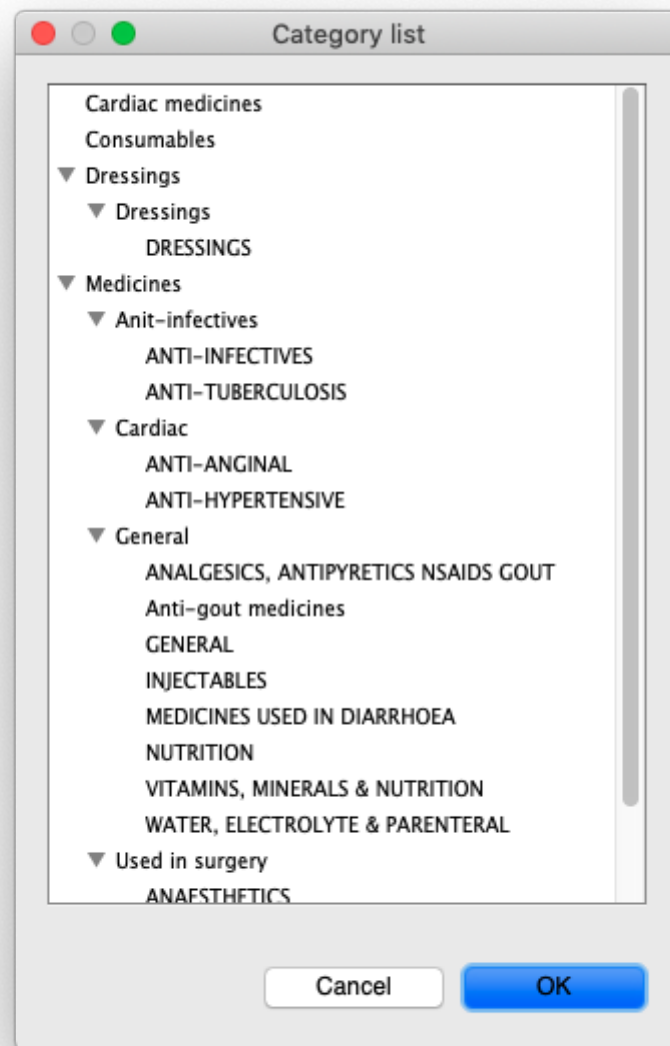 Category list
Cardiac medicines
Consumables
Dressings
Dressings
DRESSINGS
Medicines
Anit-infectives
ANTI-INFECTIVES
ANTI-TUBERCULOSIS
Cardiac
ANTI-ANGINAL
ANTI-HYPERTENSIVE
General
ANALGESICS, ANTIPYRETICS NSAIDS GOUT
Anti-gout medicines
GENERAL
INJECTABLES
MEDICINES USED IN DIARRHOEA
NUTRITION
VITAMINS, MINERALS & NUTRITION
WATER, ELECTROLYTE & PARENTERAL
Used in surgery
ANAESTHETICS
Cancel OK